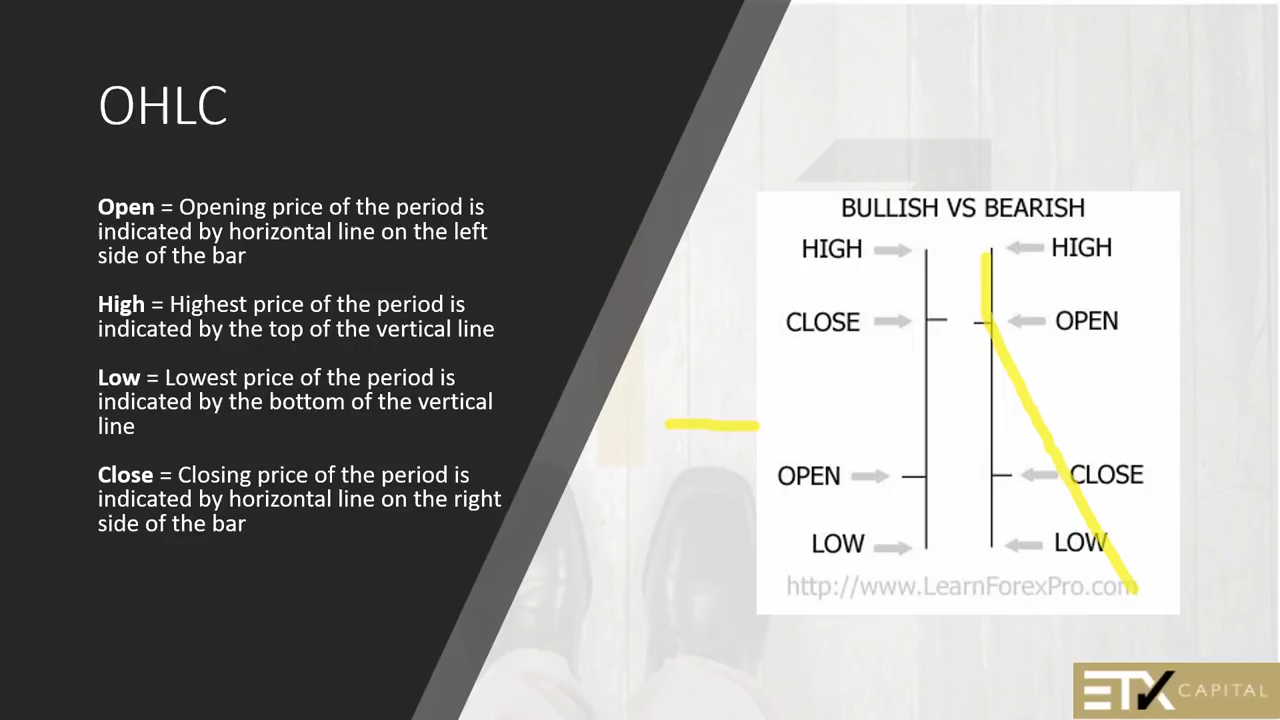 OHLC
Open = Opening price of the period is
indicated by horizontal line on the left
side of the bar
High = Highest price of the period is
indicated by the top of the vertical line
Low = Lowest price of the period is
indicated by the bottom of the vertical
line
Close = Closing price of the period is
indicated by horizontal line on the right
side of the bar
BULLISH VS BEARISH
HIGH HIGH
CLOSE OPEN
OPEN CLOSE
LOW LOW
http://www.LearnForexPro.com
ETX CAPITAL